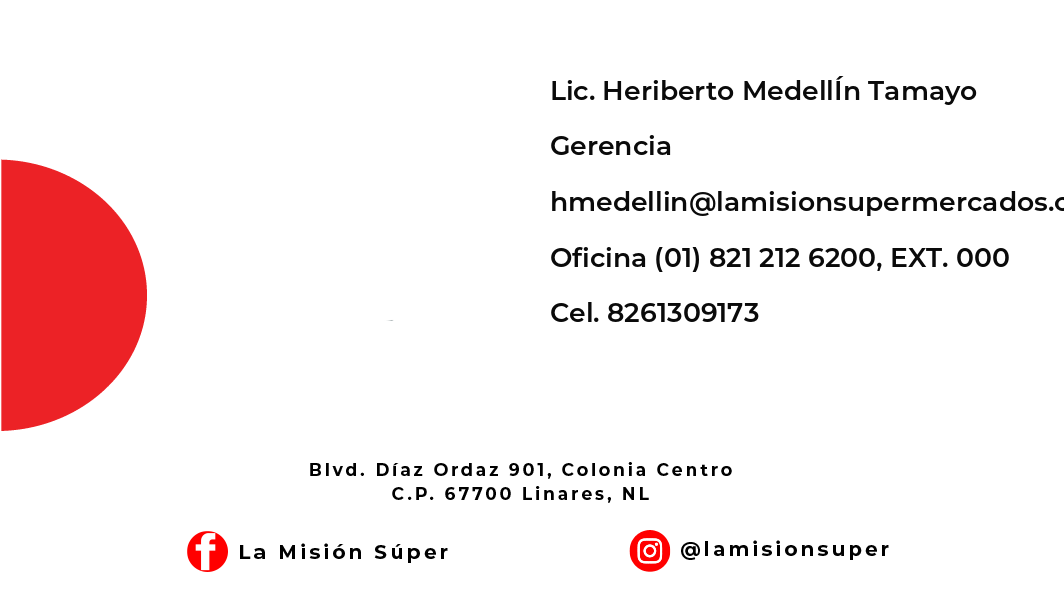 Lic. Heriberto MedellÍn Tamayo
Gerencia
hmedellin@lamisionsupermercados.c
Oficina (01) 821 212 6200, EXT. 000
Cel. 8261309173
Blvd. Díaz Ordaz 901, Colonia Centro
C.P. 67700 Linares, NL
La Misión Súper
@lamisionsuper